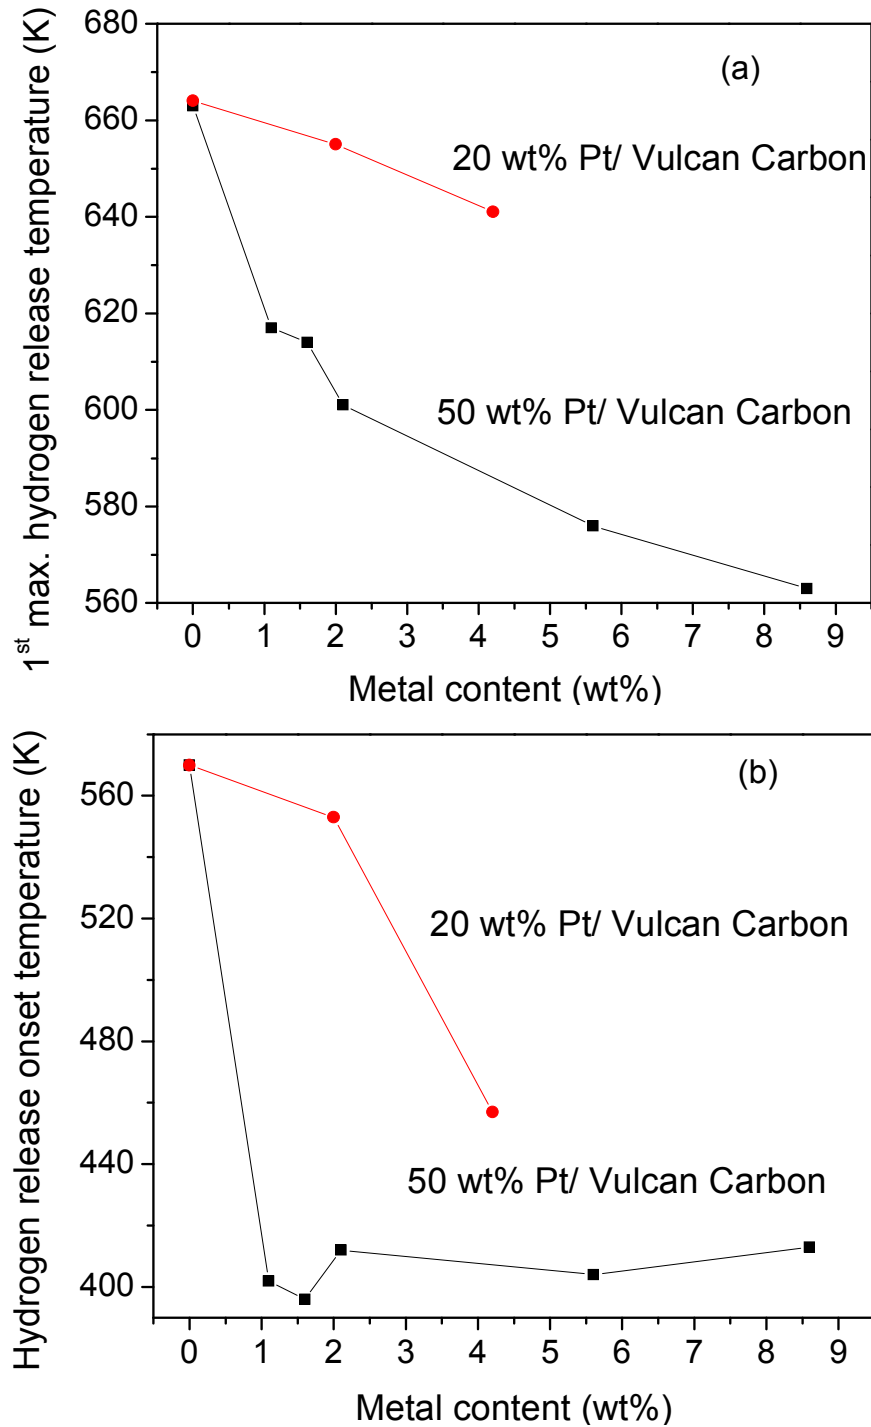 1st max. hydrogen release temperature (K)
680
660
640
620
600
580
560
(a)
20 wt% Pt/ Vulcan Carbon
50 wt% Pt/ Vulcan Carbon
0 1 2 3 4 5 6 7 8 9
Metal content (wt%)
Hydrogen release onset temperature (K)
560
520
480
440
400
(b)
20 wt% Pt/ Vulcan Carbon
50 wt% Pt/ Vulcan Carbon
0 1 2 3 4 5 6 7 8 9
Metal content (wt%)